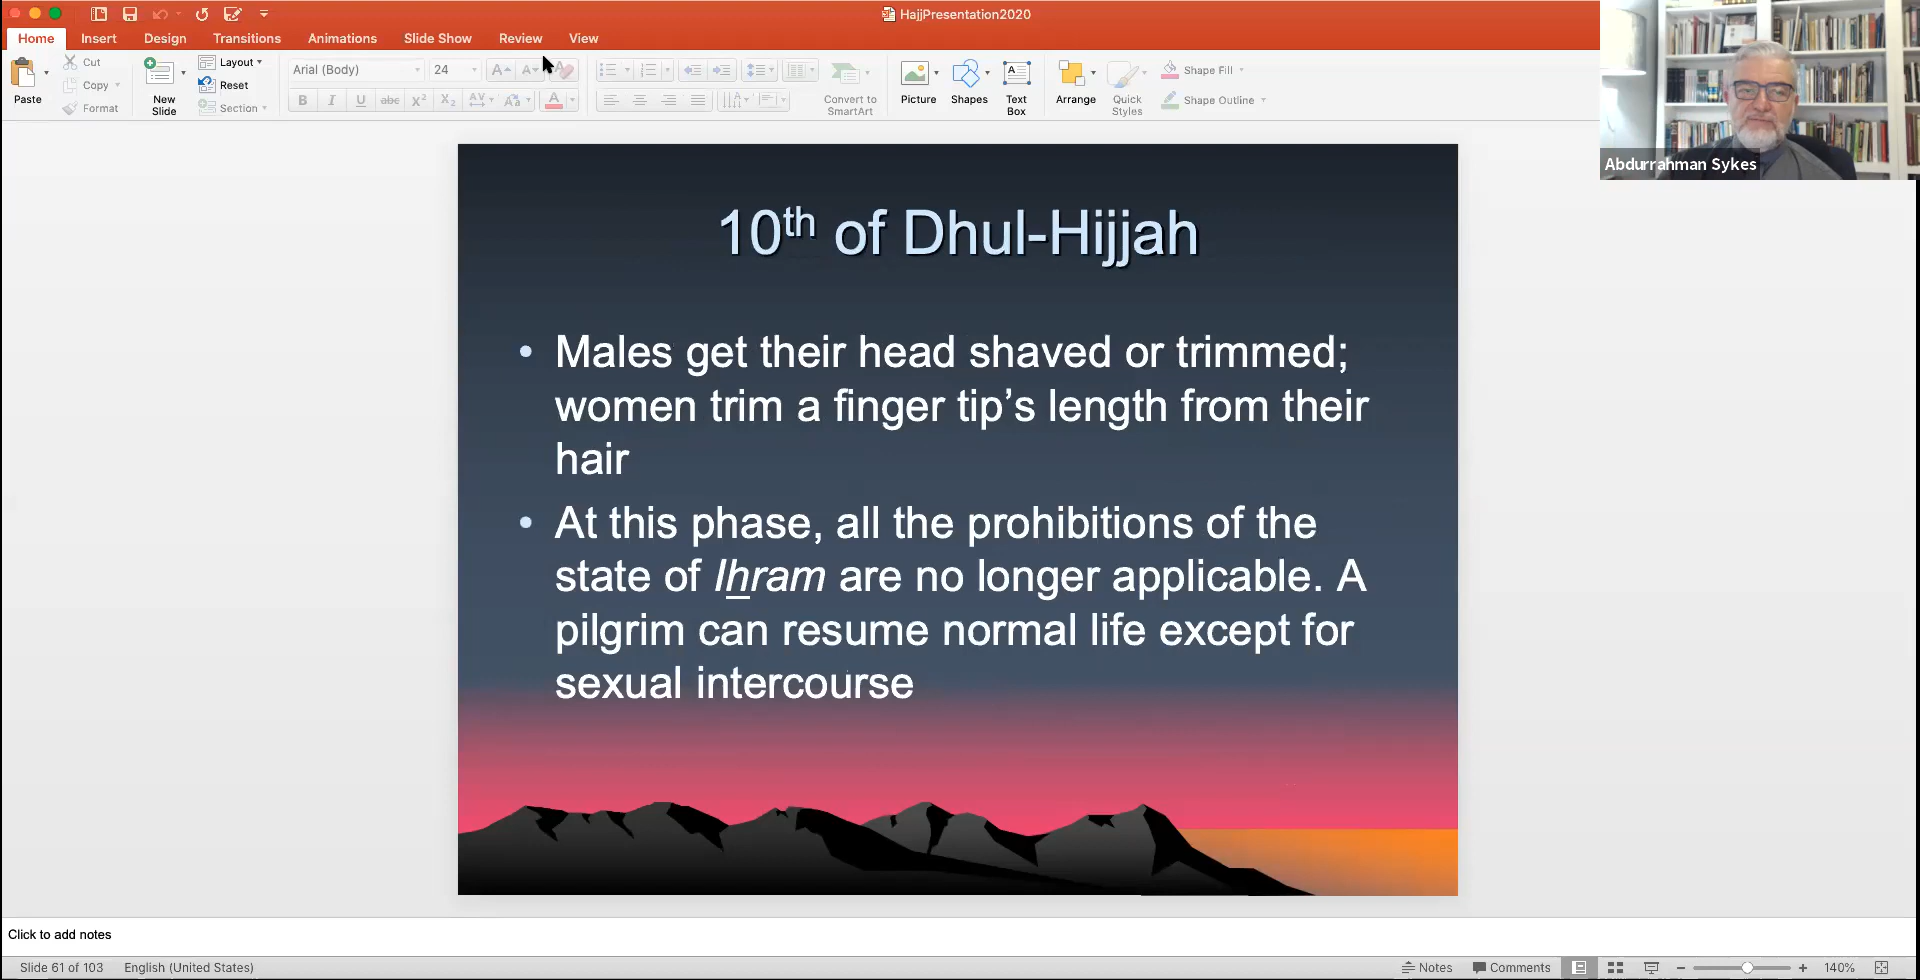 HajjPresentation2020
Home Insert Design Transitions Animations Slide Show Review View
Paste
Cut
Copy
Format
New Slide
Layout
Reset
Section
Arial (Body) 24
B I U abc X² X₂ AV Aa A
Convert to SmartArt
Picture
Shapes
Text Box
Arrange
Quick Styles
Shape Fill
Shape Outline
Abdurrahman Sykes
10th of Dhul-Hijjah
• Males get their head shaved or trimmed;
women trim a finger tip’s length from their
hair
• At this phase, all the prohibitions of the
state of Ihram are no longer applicable. A
pilgrim can resume normal life except for
sexual intercourse
Click to add notes
Slide 61 of 103 English (United States) Notes Comments 140%